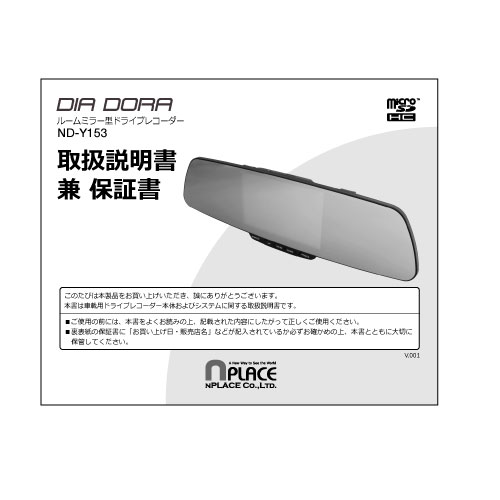 DIA DORA
ルームミラー型ドライブレコーダー
ND-Y153
取扱説明書
兼 保証書
micro SD HC
このたびは本製品をお買い上げいただき、誠にありがとうございます。
本書は車載用ドライブレコーダー本体およびシステムに関する取扱説明書です。
■ご使用の前には、本書をよくお読みの上、記載された内容にしたがって正しくご使用ください。
■裏表紙の保証書に「お買い上げ日・販売店名」などが記入されているか必ずお確かめの上、本書とともに大切に
保管してください。
V.001
A New Way to See the World
nPLACE
NPLACE CO.,LTD.